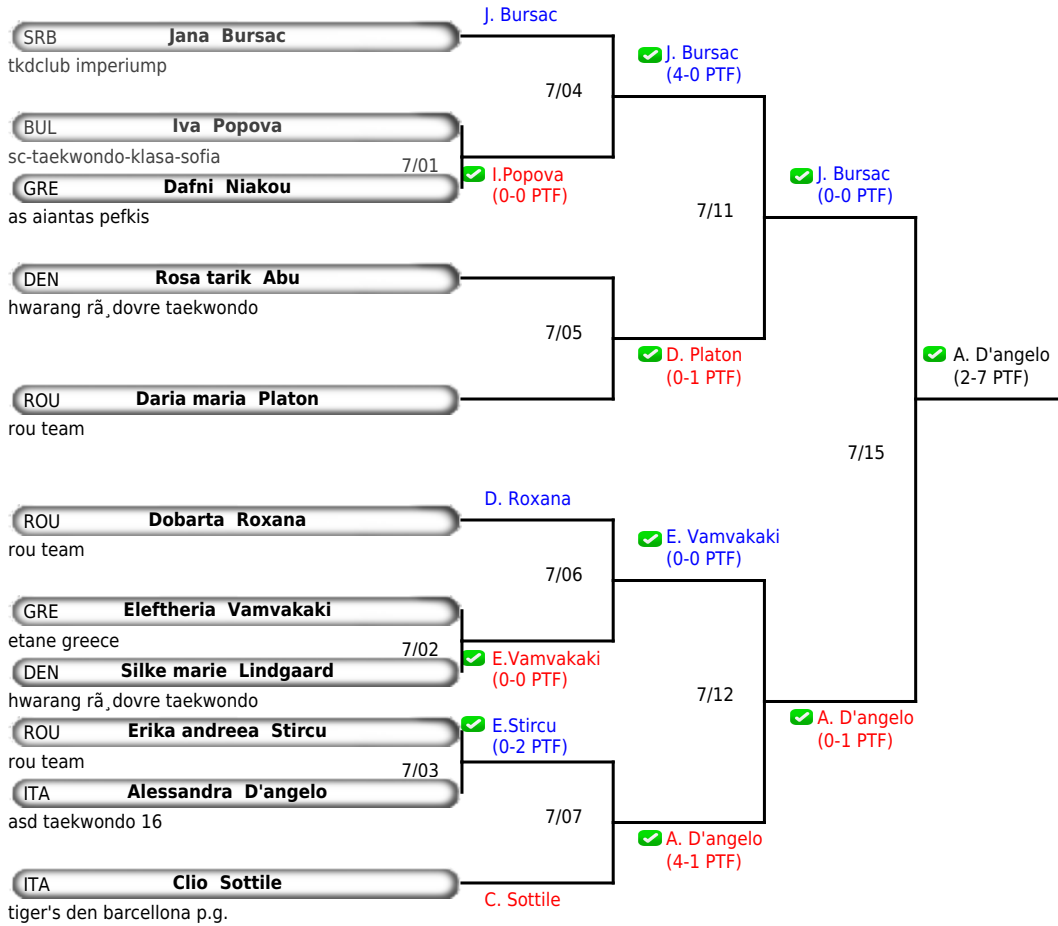 J. Bursac
SRB Jana Bursac
tkdclub imperiump
J. Bursac
(4-0 PTF)
7/04
BUL Iva Popova
sc-taekwondo-klasa-sofia
7/01
I.Popova
(0-0 PTF)
GRE Dafni Niakou
as aiantas pefkis
J. Bursac
(0-0 PTF)
7/11
DEN Rosa tarik Abu
hwarang rã¸dovre taekwondo
7/05
D. Platon
(0-1 PTF)
A. D'angelo
(2-7 PTF)
ROU Daria maria Platon
rou team
7/15
D. Roxana
ROU Dobarta Roxana
rou team
E. Vamvakaki
(0-0 PTF)
7/06
GRE Eleftheria Vamvakaki
etane greece
7/02
E.Vamvakaki
(0-0 PTF)
DEN Silke marie Lindgaard
hwarang rã¸dovre taekwondo
7/12
ROU Erika andreea Stircu
rou team
E.Stircu
(0-2 PTF)
A. D'angelo
(0-1 PTF)
7/03
ITA Alessandra D'angelo
asd taekwondo 16
7/07
A. D'angelo
(4-1 PTF)
ITA Clio Sottile
C. Sottile
tiger's den barcellona p.g.